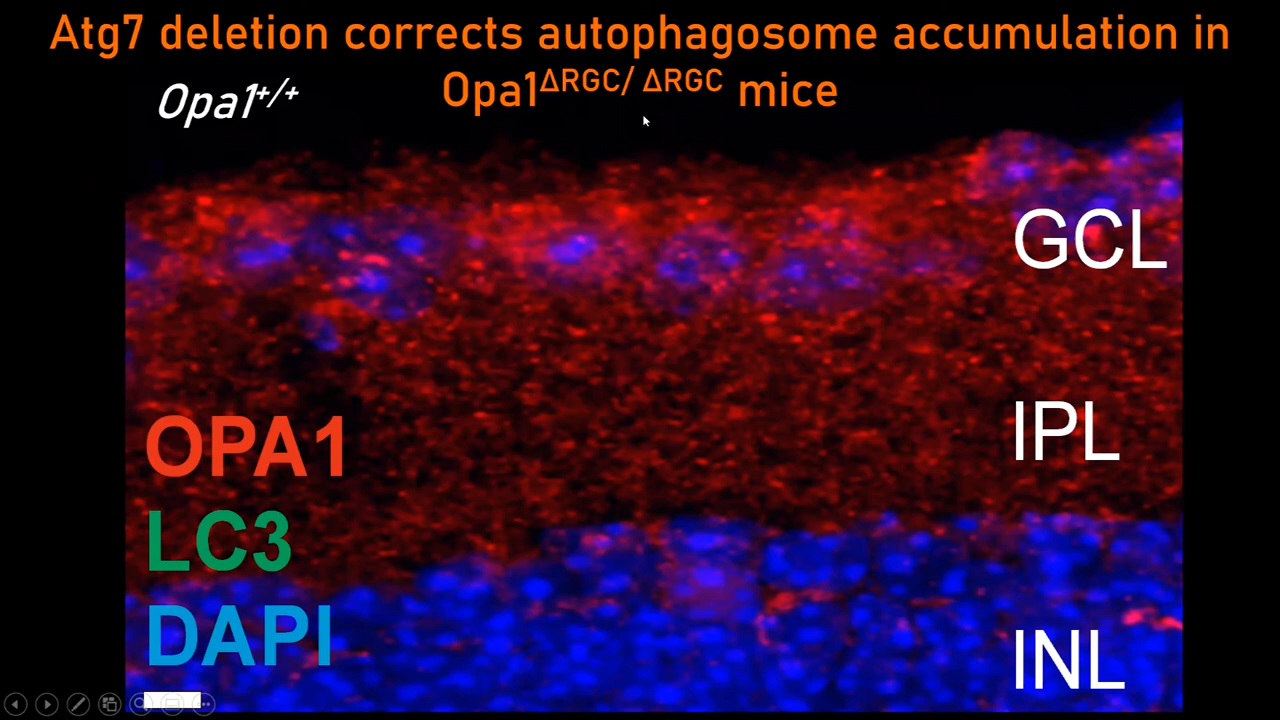 Atg7 deletion corrects autophagosome accumulation in
Opa1ΔRGC/ ΔRGC mice
Opa1+/+
GCL
IPL
OPA1
LC3
DAPI
INL